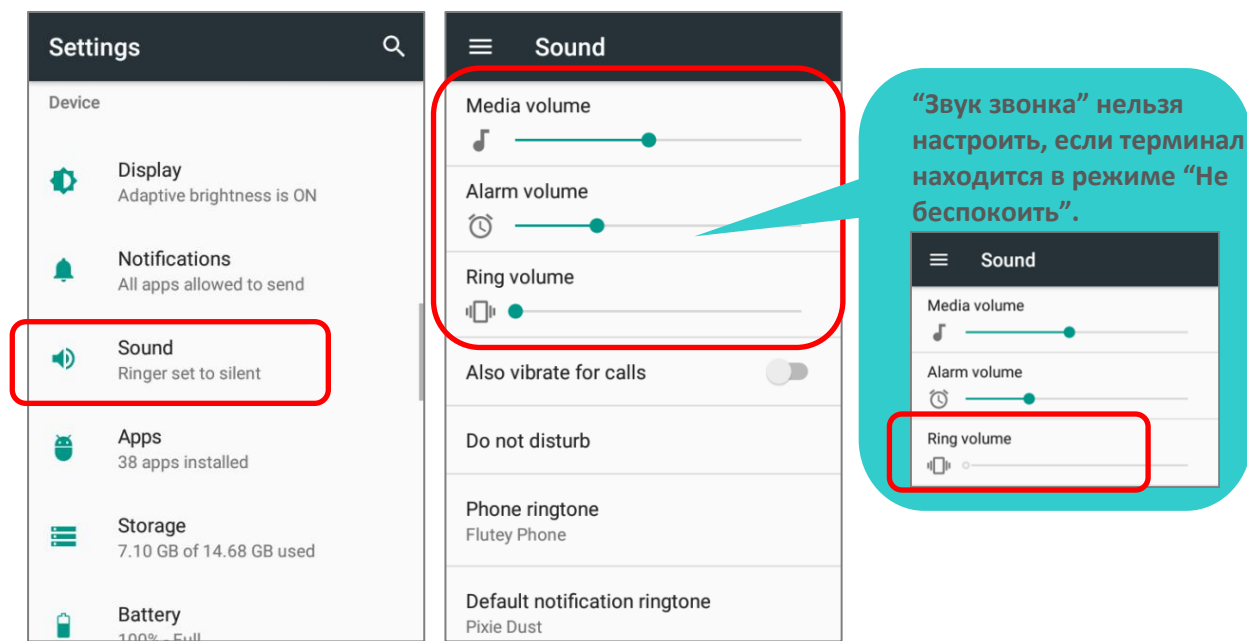 Settings
Device
Display
Adaptive brightness is ON
Notifications
All apps allowed to send
Sound
Ringer set to silent
Apps
38 apps installed
Storage
7.10 GB of 14.68 GB used
Battery
100% - Full
Sound
Media volume
Alarm volume
Ring volume
Also vibrate for calls
Do not disturb
Phone ringtone
Flutey Phone
Default notification ringtone
Pixie Dust
“Звук звонка” нельзя
настроить, если терминал
находится в режиме “Не
беспокоить”.
Sound
Media volume
Alarm volume
Ring volume